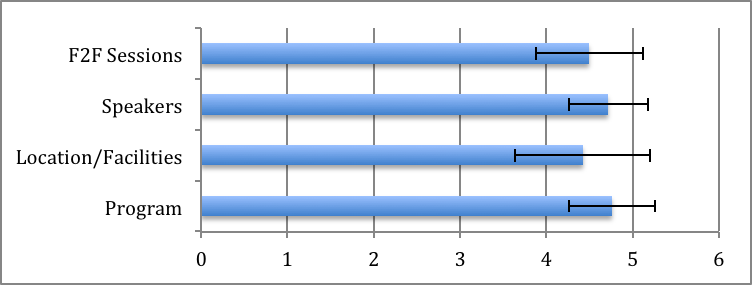 F2F Sessions
Speakers
Location/Facilities
Program
0 1 2 3 4 5 6